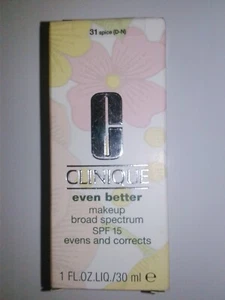 31 spice (D-N)
CLINIQUE
even better
makeup
broad spectrum
SPF 15
evens and corrects
1 FL.OZ.LIQ./30 ml e